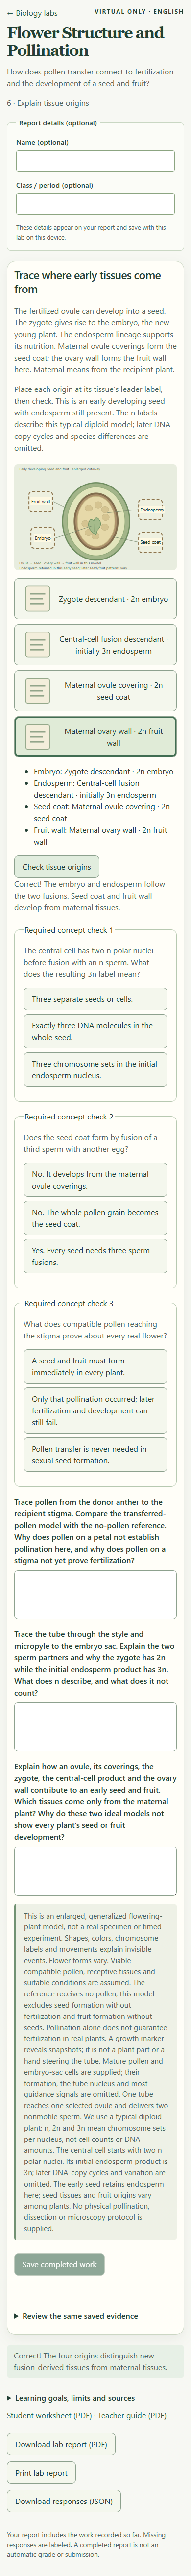 ← Biology labs
VIRTUAL ONLY · ENGLISH
Flower Structure and
Pollination
How does pollen transfer connect to fertilization
and the development of a seed and fruit?
6 · Explain tissue origins
Report details (optional)
Name (optional)
Class / period (optional)
These details appear on your report and save with this
lab on this device.
Trace where early tissues come
from
The fertilized ovule can develop into a seed.
The zygote gives rise to the embryo, the new
young plant. The endosperm lineage supports
its nutrition. Maternal ovule coverings form the
seed coat; the ovary wall forms the fruit wall
here. Maternal means from the recipient plant.
Place each origin at its tissue's leader label,
then check. This is an early developing seed
with endosperm still present. The n labels
describe this typical diploid model; later DNA-
copy cycles and species differences are
omitted.
Early developing seed and fruit · enlarged cutaway
Fruit wall
Endosperm
Embryo
Seed coat
Zygote descendant · 2n embryo
Central-cell fusion descendant ·
initially 3n endosperm
Maternal ovule covering · 2n
seed coat
Maternal ovary wall · 2n fruit
wall
• Embryo: Zygote descendant · 2n embryo
• Endosperm: Central-cell fusion
descendant · initially 3n endosperm
• Seed coat: Maternal ovule covering · 2n
seed coat
• Fruit wall: Maternal ovary wall · 2n fruit
wall
Check tissue origins
Correct! The embryo and endosperm follow
the two fusions. Seed coat and fruit wall
develop from maternal tissues.
Required concept check 1
The central cell has two n polar nuclei
before fusion with an n sperm. What
does the resulting 3n label mean?
Three separate seeds or cells.
Exactly three DNA molecules in the
whole seed.
Three chromosome sets in the initial
endosperm nucleus.
Required concept check 2
Does the seed coat form by fusion of a
third sperm with another egg?
No. It develops from the maternal
ovule coverings.
No. The whole pollen grain becomes
the seed coat.
Yes. Every seed needs three sperm
fusions.
Required concept check 3
What does compatible pollen reaching
the stigma prove about every real flower?
A seed and fruit must form
immediately in every plant.
Only that pollination occurred; later
fertilization and development can
still fail.
Pollen transfer is never needed in
sexual seed formation.
Trace pollen from the donor anther to the
recipient stigma. Compare the transferred-
pollen model with the no-pollen reference.
Why does pollen on a petal not establish
pollination here, and why does pollen on a
stigma not yet prove fertilization?
Trace the tube through the style and
micropyle to the embryo sac. Explain the two
sperm partners and why the zygote has 2n
while the initial endosperm product has 3n.
What does n describe, and what does it not
count?
Explain how an ovule, its coverings, the
zygote, the central-cell product and the ovary
wall contribute to an early seed and fruit.
Which tissues come only from the maternal
plant? Why do these two ideal models not
show every plant's seed or fruit
development?
This is an enlarged, generalized flowering-
plant model, not a real specimen or timed
experiment. Shapes, colors, chromosome
labels and movements explain invisible
events. Flower forms vary. Viable
compatible pollen, receptive tissues and
suitable conditions are assumed. The
reference receives no pollen; this model
excludes seed formation without
fertilization and fruit formation without
seeds. Pollination alone does not guarantee
fertilization in real plants. A growth marker
reveals snapshots; it is not a plant part or a
hand steering the tube. Mature pollen and
embryo-sac cells are supplied; their
formation, the tube nucleus and most
guidance signals are omitted. One tube
reaches one selected ovule and delivers two
nonmotile sperm. We use a typical diploid
plant: n, 2n and 3n mean chromosome sets
per nucleus, not cell counts or DNA
amounts. The central cell starts with two n
polar nuclei. Its initial endosperm product is
3n; later DNA-copy cycles and variation are
omitted. The early seed retains endosperm
here; seed tissues and fruit origins vary
among plants. No physical pollination,
dissection or microscopy protocol is
supplied.
Save completed work
▶ Review the same saved evidence
Correct! The four origins distinguish new
fusion-derived tissues from maternal tissues.
▶ Learning goals, limits and sources
Student worksheet (PDF) · Teacher guide (PDF)
Download lab report (PDF)
Print lab report
Download responses (JSON)
Your report includes the work recorded so far. Missing
responses are labeled. A completed report is not an
automatic grade or submission.